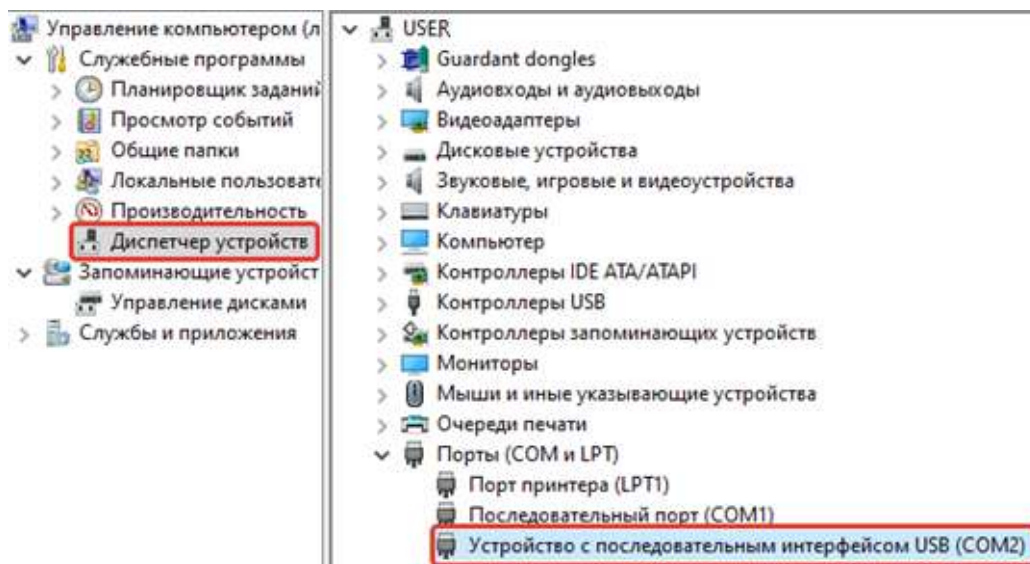 Управление компьютером (л
Служебные программы
Планировщик заданий
Просмотр событий
Общие папки
Локальные пользовате
Производительность
Диспетчер устройств
Запоминающие устройст
Управление дисками
Службы и приложения
USER
Guardant dongles
Аудиовходы и аудиовыходы
Видеоадаптеры
Дисковые устройства
Звуковые, игровые и видеоустройства
Клавиатуры
Компьютер
Контроллеры IDE ATA/ATAPI
Контроллеры USB
Контроллеры запоминающих устройств
Мониторы
Мыши и иные указывающие устройства
Очереди печати
Порты (COM и LPT)
Порт принтера (LPT1)
Последовательный порт (COM1)
Устройство с последовательным интерфейсом USB (COM2)